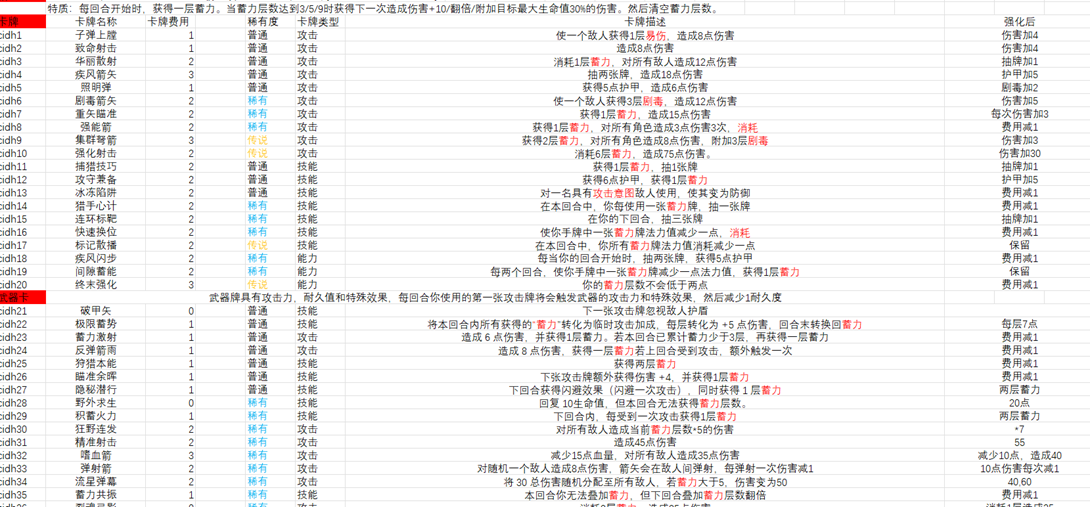 特质：每回合开始时，获得一层蓄力。当蓄力层数达到3/5/9时获得下一次造成伤害+10/翻倍/附加目标最大生命值30%的伤害。然后清空蓄力层数。
卡牌 卡牌名称 卡牌费用 稀有度 卡牌类型 卡牌描述 强化后
cidh1 子弹上膛 1 普通 攻击 使一个敌人获得1层易伤，造成8点伤害 伤害加4
cidh2 致命射击 1 普通 攻击 造成8点伤害 伤害加4
cidh3 华丽散射 2 普通 攻击 消耗1层蓄力，对所有敌人造成12点伤害 抽牌加1
cidh4 疾风箭矢 3 普通 攻击 抽两张牌，造成18点伤害 护甲加5
cidh5 照明弹 1 普通 攻击 获得5点护甲，造成6点伤害 剧毒加2
cidh6 剧毒箭矢 2 稀有 攻击 使一个敌人获得3层剧毒，造成12点伤害 伤害加5
cidh7 重矢瞄准 2 稀有 攻击 获得1层蓄力，造成15点伤害 每次伤害加3
cidh8 强能箭 2 稀有 攻击 获得1层蓄力，对所有角色造成3点伤害3次，消耗 费用减1
cidh9 集群弩箭 3 传说 攻击 获得2层蓄力，对所有角色造成8点伤害，附加3层剧毒 伤害加3
cidh10 强化射击 2 传说 攻击 消耗6层蓄力，造成75点伤害。 伤害加30
cidh11 捕猎技巧 2 普通 技能 获得1层蓄力，抽1张牌 抽牌加1
cidh12 攻守兼备 2 普通 技能 获得6点护甲，获得1层蓄力 护甲加5
cidh13 冰冻陷阱 2 普通 技能 对一名具有攻击意图敌人使用，使其变为防御 费用减1
cidh14 猎手心计 2 稀有 技能 在本回合中，你每使用一张蓄力牌，抽一张牌 费用减1
cidh15 连环标靶 2 稀有 技能 在你的下回合，抽三张牌 抽牌加1
cidh16 快速换位 1 稀有 技能 使你手牌中一张蓄力牌法力值减少一点，消耗 费用减1
cidh17 标记散播 2 传说 技能 在本回合中，你所有蓄力牌法力值消耗减少一点 保留
cidh18 疾风闪步 2 稀有 能力 每当你的回合开始时，抽两张牌，获得5点护甲 费用减1
cidh19 间隙蓄能 2 稀有 能力 每两个回合，使你手牌中一张蓄力牌减少一点法力值，获得1层蓄力 保留
cidh20 终末强化 3 传说 能力 你的蓄力层数不会低于两点 费用减1
武器卡 武器牌具有攻击力，耐久值和特殊效果，每回合你使用的第一张攻击牌将会触发武器的攻击力和特殊效果，然后减少1耐久度
cidh21 破甲矢 0 普通 技能 下一张攻击牌忽视敌人护盾
cidh22 极限蓄势 1 普通 技能 将本回合内所有获得的“蓄力”转化为临时攻击加成，每层转化为 +5 点伤害，回合末转换回蓄力 每层7点
cidh23 蓄力激射 1 普通 攻击 造成 6 点伤害，并获得1层蓄力。若本回合已累计蓄力少于3层，再获得一层蓄力 费用减1
cidh24 反弹箭雨 1 普通 攻击 造成 8 点伤害，获得一层蓄力若上回合受到攻击，额外触发一次 费用减1
cidh25 狩猎本能 1 普通 技能 获得两层蓄力 费用减1
cidh26 瞄准余晖 1 普通 技能 下张攻击牌额外获得伤害 +4，并获得1层蓄力 费用减1
cidh27 隐秘潜行 1 普通 技能 下回合获得闪避效果（闪避一次攻击），同时获得 1 层蓄力 两层蓄力
cidh28 野外求生 0 稀有 技能 回复 10生命值，但本回合无法获得蓄力层数。 20点
cidh29 积蓄火力 1 稀有 技能 下回合内，每受到一次攻击获得1层蓄力 两层蓄力
cidh30 狂野连发 2 稀有 攻击 对所有敌人造成当前蓄力层数*5的伤害 *7
cidh31 精准射击 2 稀有 攻击 造成45点伤害 55
cidh32 嗜血箭 3 稀有 攻击 减少15点血量，对所有敌人造成35点伤害 减少10点，造成40
cidh33 弹射箭 2 稀有 攻击 对随机一个敌人造成8点伤害，箭矢会在敌人间弹射，每弹射一次伤害减1 10点伤害每次减1
cidh34 流星弹幕 2 稀有 攻击 将 30 总伤害随机分配至所有敌人，若蓄力大于5，伤害变为50 40,60
cidh35 蓄力共振 1 稀有 技能 本回合你无法叠加蓄力，但下回合叠加蓄力层数翻倍 费用减1